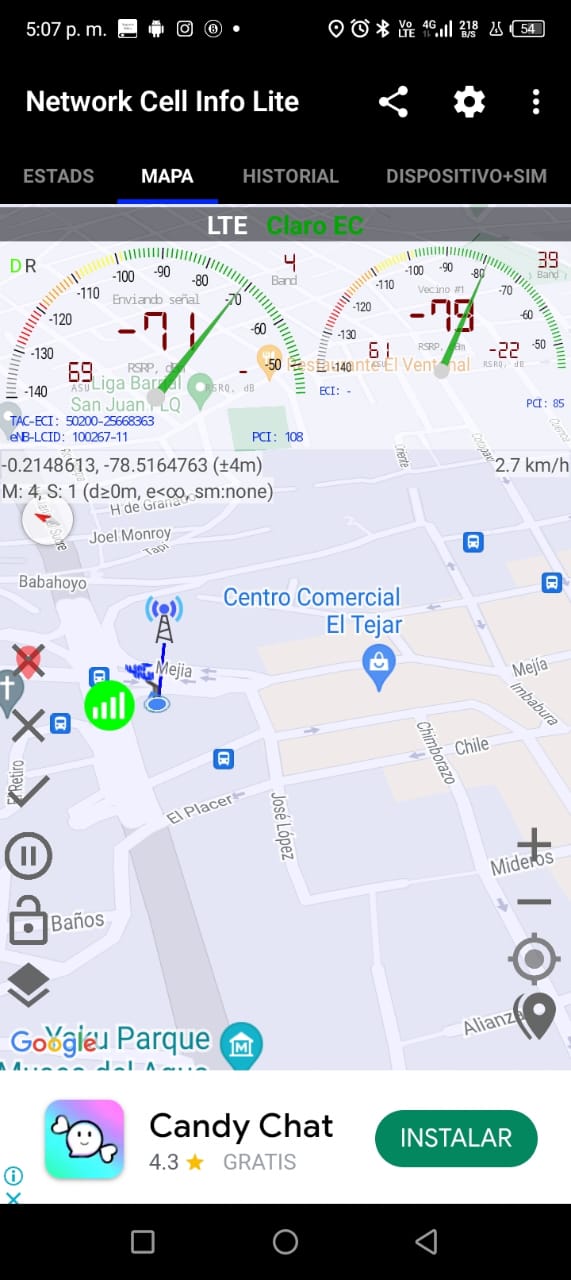 5:07 p. m.
Vo LTE 4G 218 B/S 54
Network Cell Info Lite
ESTADS MAPA HISTORIAL DISPOSITIVO+SIM
LTE Claro EC
D R
4
Band
39
Band
-140 -130 -120 -110 -100 -90 -80 -70 -60 -50
Enviando señal
-71
RSRP, dBm
69
ASU
-
RSRQ, dB
-140 -130 -120 -110 -100 -90 -80 -70 -60 -50
Vecino #1
-79
RSRP, dBm
61
ASU
-22
RSRQ, dB
Restaurante El Ventanal
Liga Barrial
San Juan FLQ
ECI: -
PCI: 85
TAC-ECI: 50200-25668363
eNB-LCID: 100267-11
PCI: 108
-0.2148613, -78.5164763 (±4m)
2.7 km/h
M: 4, S: 1 (d≥0m, e<∞, sm:none)
Oriente
H de Granado
Joel Monroy
Tapi
Babahoyo
Centro Comercial
El Tejar
Mejia
Mejía
Imbabura
Chimborazo
Chile
El Retiro
El Placer
José López
Mideros
Baños
Alianza
Google
Yaku Parque
Museo del Agua
Candy Chat
4.3 GRATIS
INSTALAR